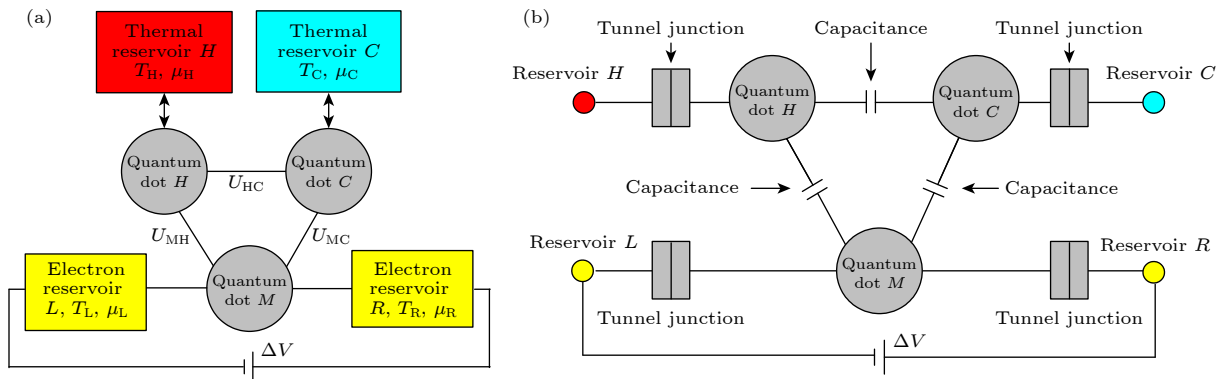 (a)
Thermal
reservoir H
T_H, μ_H
Thermal
reservoir C
T_C, μ_C
Quantum
dot H
U_HC
Quantum
dot C
U_MH
U_MC
Electron
reservoir
L, T_L, μ_L
Quantum
dot M
Electron
reservoir
R, T_R, μ_R
ΔV
(b)
Tunnel junction
Capacitance
Tunnel junction
Reservoir H
Quantum
dot H
Quantum
dot C
Reservoir C
Capacitance
Capacitance
Reservoir L
Quantum
dot M
Reservoir R
Tunnel junction
Tunnel junction
ΔV